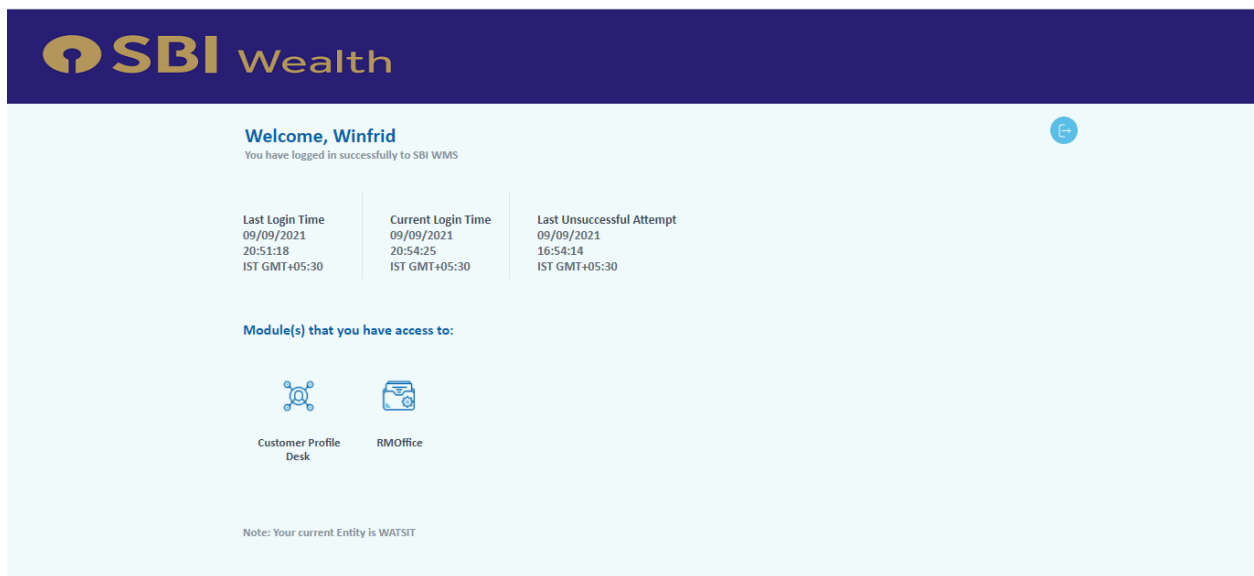 SBI Wealth
Welcome, Winfrid
You have logged in successfully to SBI WMS
Last Login Time
09/09/2021
20:51:18
IST GMT+05:30
Current Login Time
09/09/2021
20:54:25
IST GMT+05:30
Last Unsuccessful Attempt
09/09/2021
16:54:14
IST GMT+05:30
Module(s) that you have access to:
Customer Profile
Desk
RMOffice
Note: Your current Entity is WATSIT